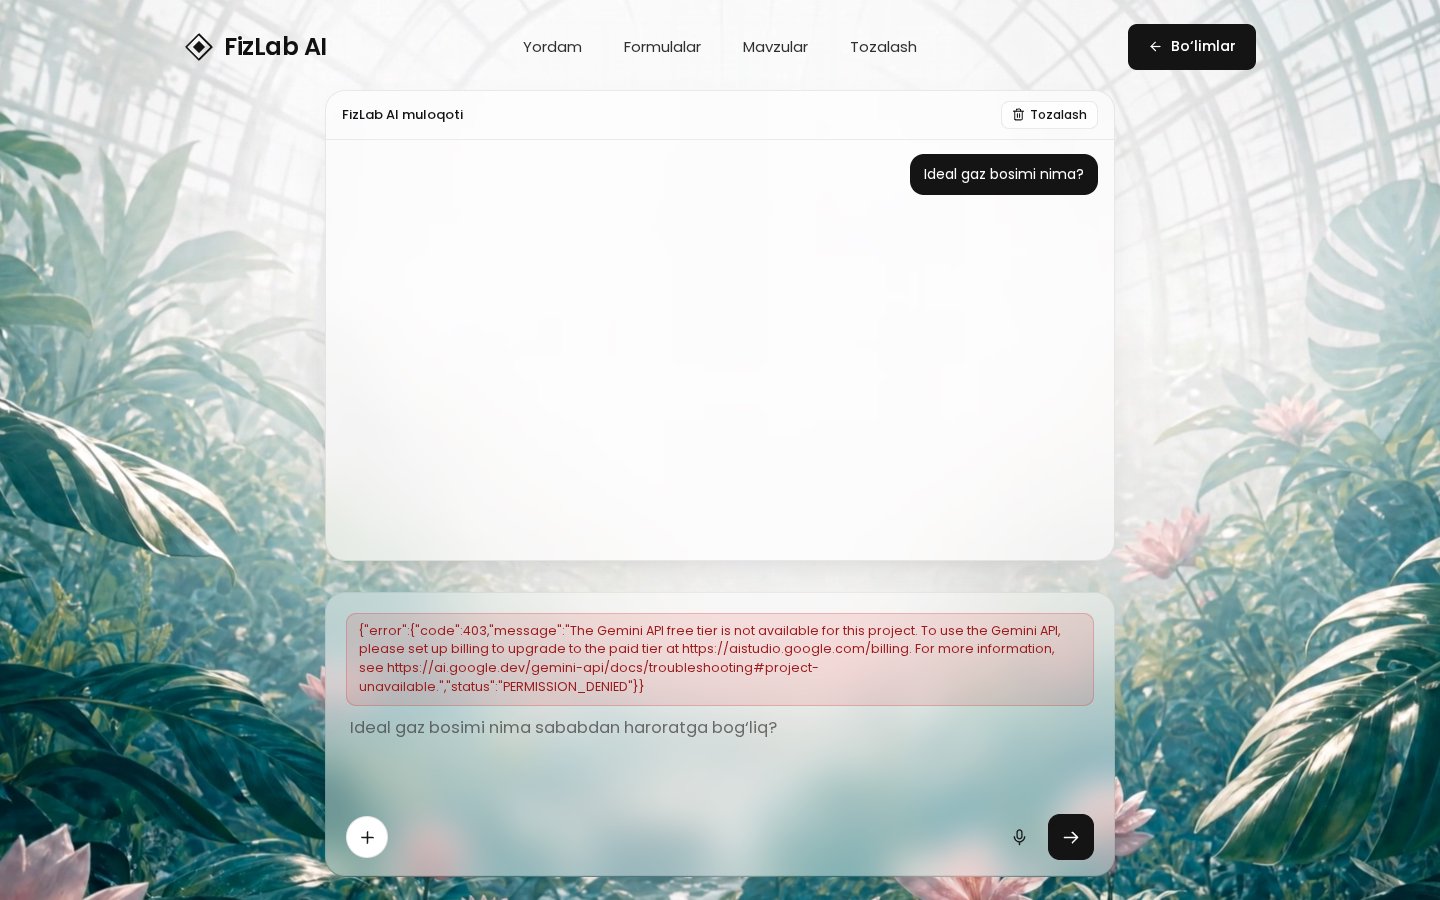 FizLab AI
Yordam
Formulalar
Mavzular
Tozalash
Bo‘limlar
FizLab AI muloqoti
Tozalash
Ideal gaz bosimi nima?
{"error":{"code":403,"message":"The Gemini API free tier is not available for this project. To use the Gemini API,
please set up billing to upgrade to the paid tier at https://aistudio.google.com/billing. For more information,
see https://ai.google.dev/gemini-api/docs/troubleshooting#project-
unavailable.","status":"PERMISSION_DENIED"}}
Ideal gaz bosimi nima sababdan haroratga bog‘liq?